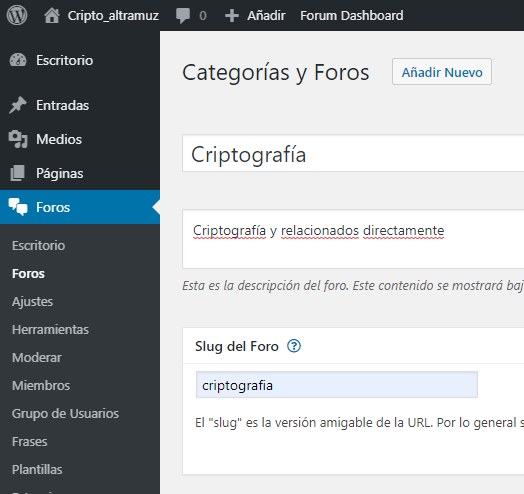 Cripto_altramuz 0 Añadir Forum Dashboard
Escritorio
Entradas
Medios
Páginas
Foros
Escritorio
Foros
Ajustes
Herramientas
Moderar
Miembros
Grupo de Usuarios
Frases
Plantillas
Categorías y Foros Añadir Nuevo
Criptografía
Criptografía y relacionados directamente
Esta es la descripción del foro. Este contenido se mostrará baj
Slug del Foro
criptografia
El "slug" es la versión amigable de la URL. Por lo general s